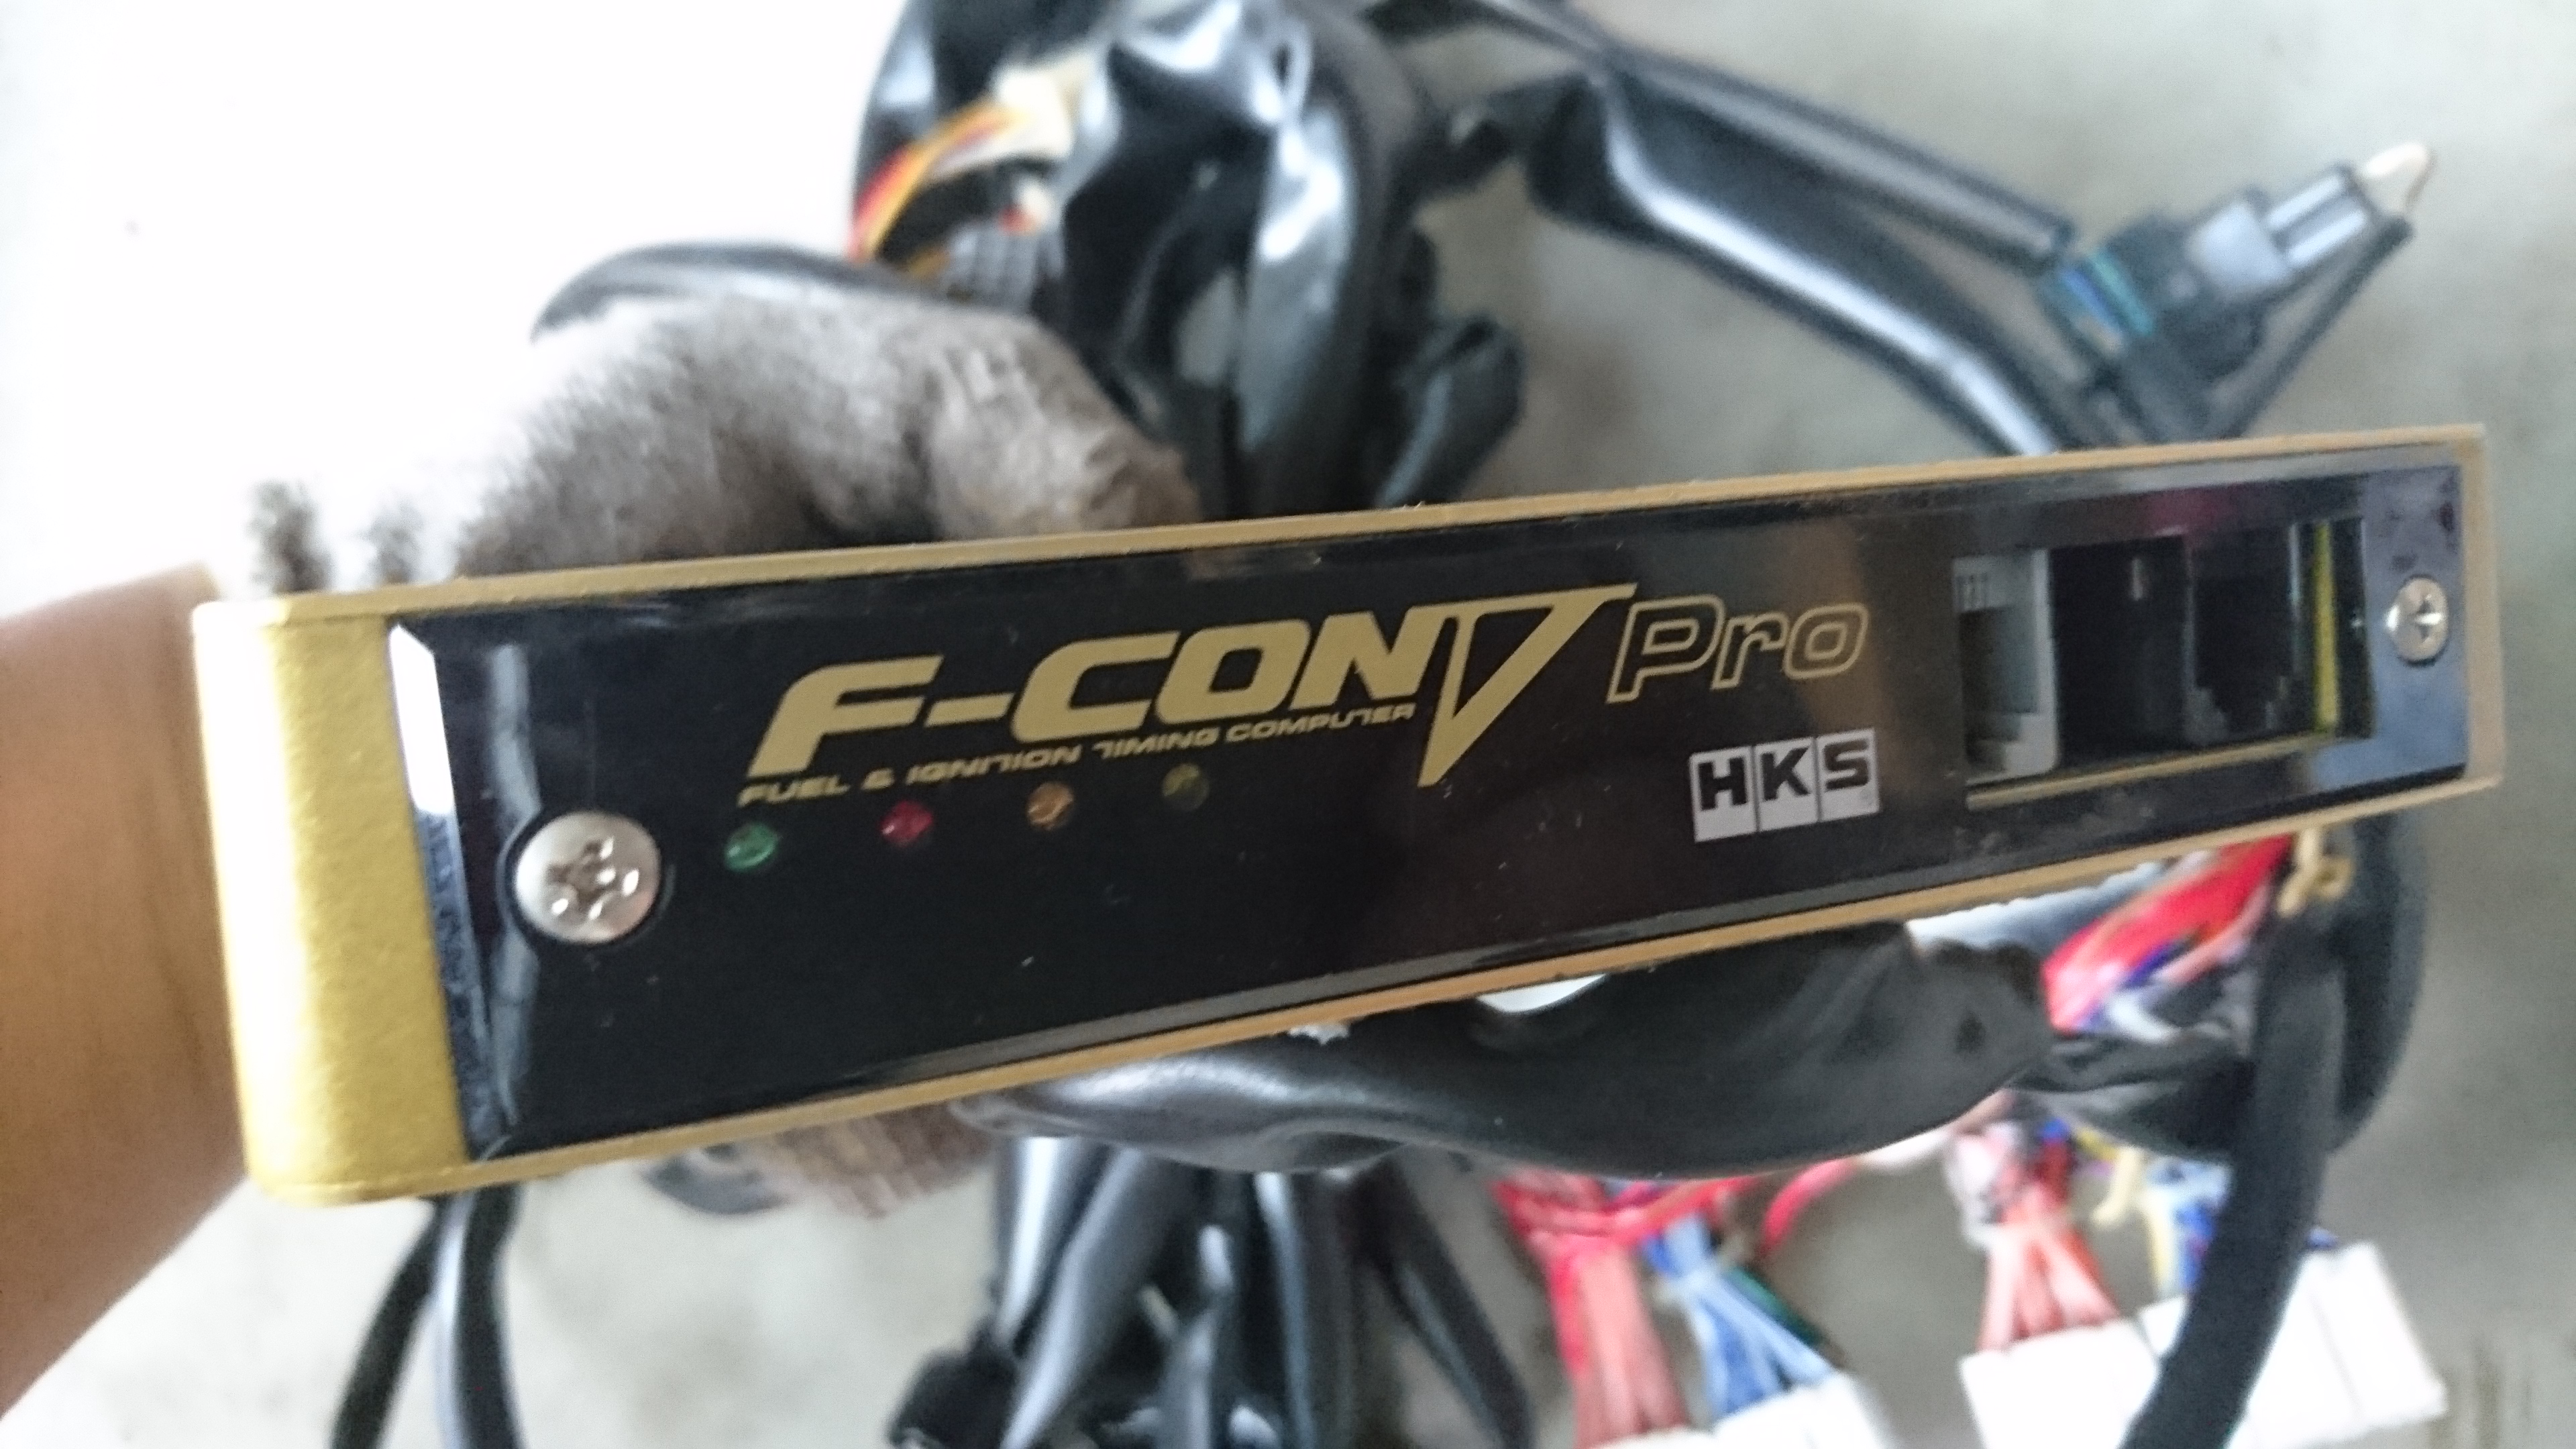 F-CON V Pro
FUEL & IGNITION TIMING COMPUTER
HKS